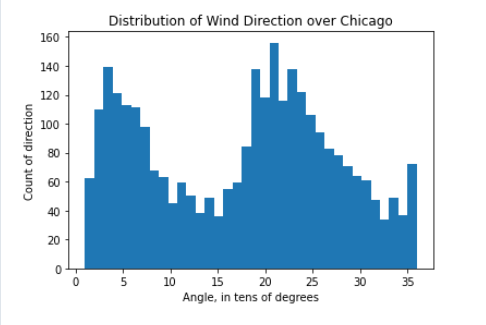 Distribution of Wind Direction over Chicago
160
140
120
100
80
60
40
20
0
Count of direction
0 5 10 15 20 25 30 35
Angle, in tens of degrees